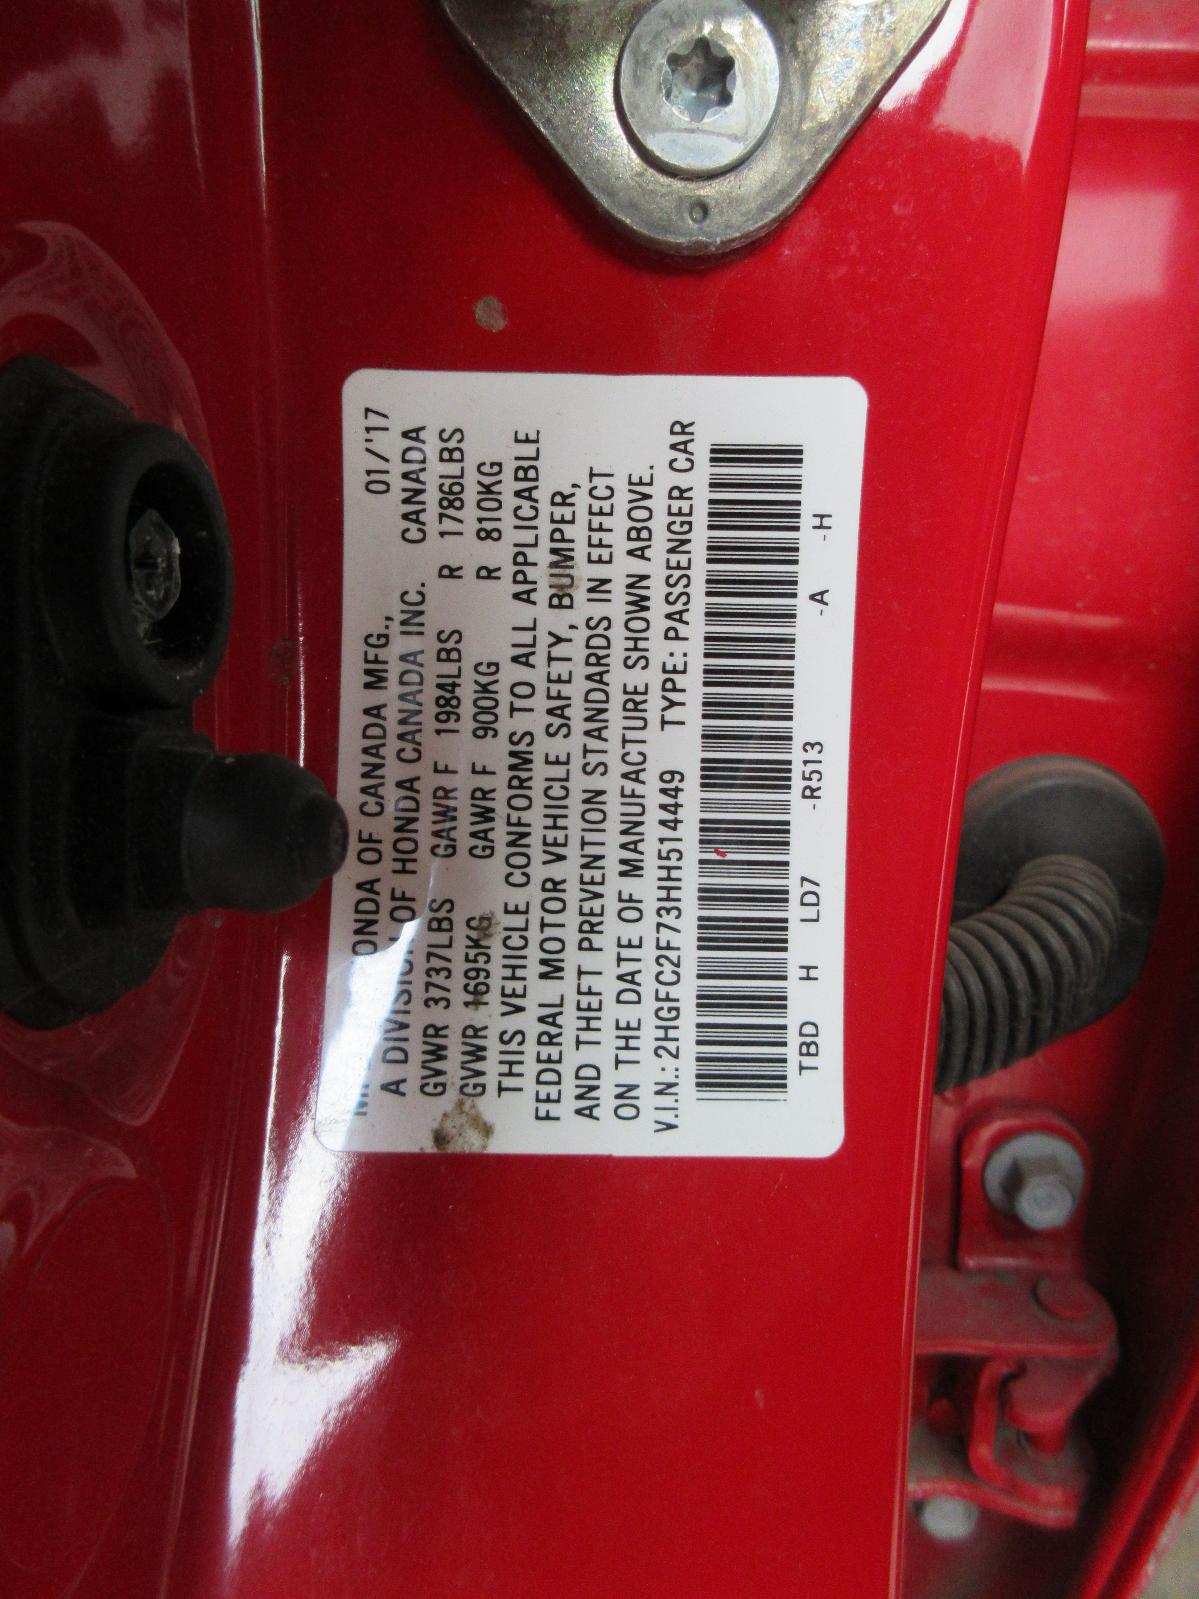 ONDA OF CANADA MFG., 01/'17
A DIVISION OF HONDA CANADA INC. CANADA
GVWR 3737LBS GAWR F 1984LBS R 1786LBS
GVWR 1695KG GAWR F 900KG R 810KG
THIS VEHICLE CONFORMS TO ALL APPLICABLE
FEDERAL MOTOR VEHICLE SAFETY, BUMPER,
AND THEFT PREVENTION STANDARDS IN EFFECT
ON THE DATE OF MANUFACTURE SHOWN ABOVE.
V.I.N.: 2HGFC2F73HH514449 TYPE: PASSENGER CAR
TBD H LD7 -R513 -A -H